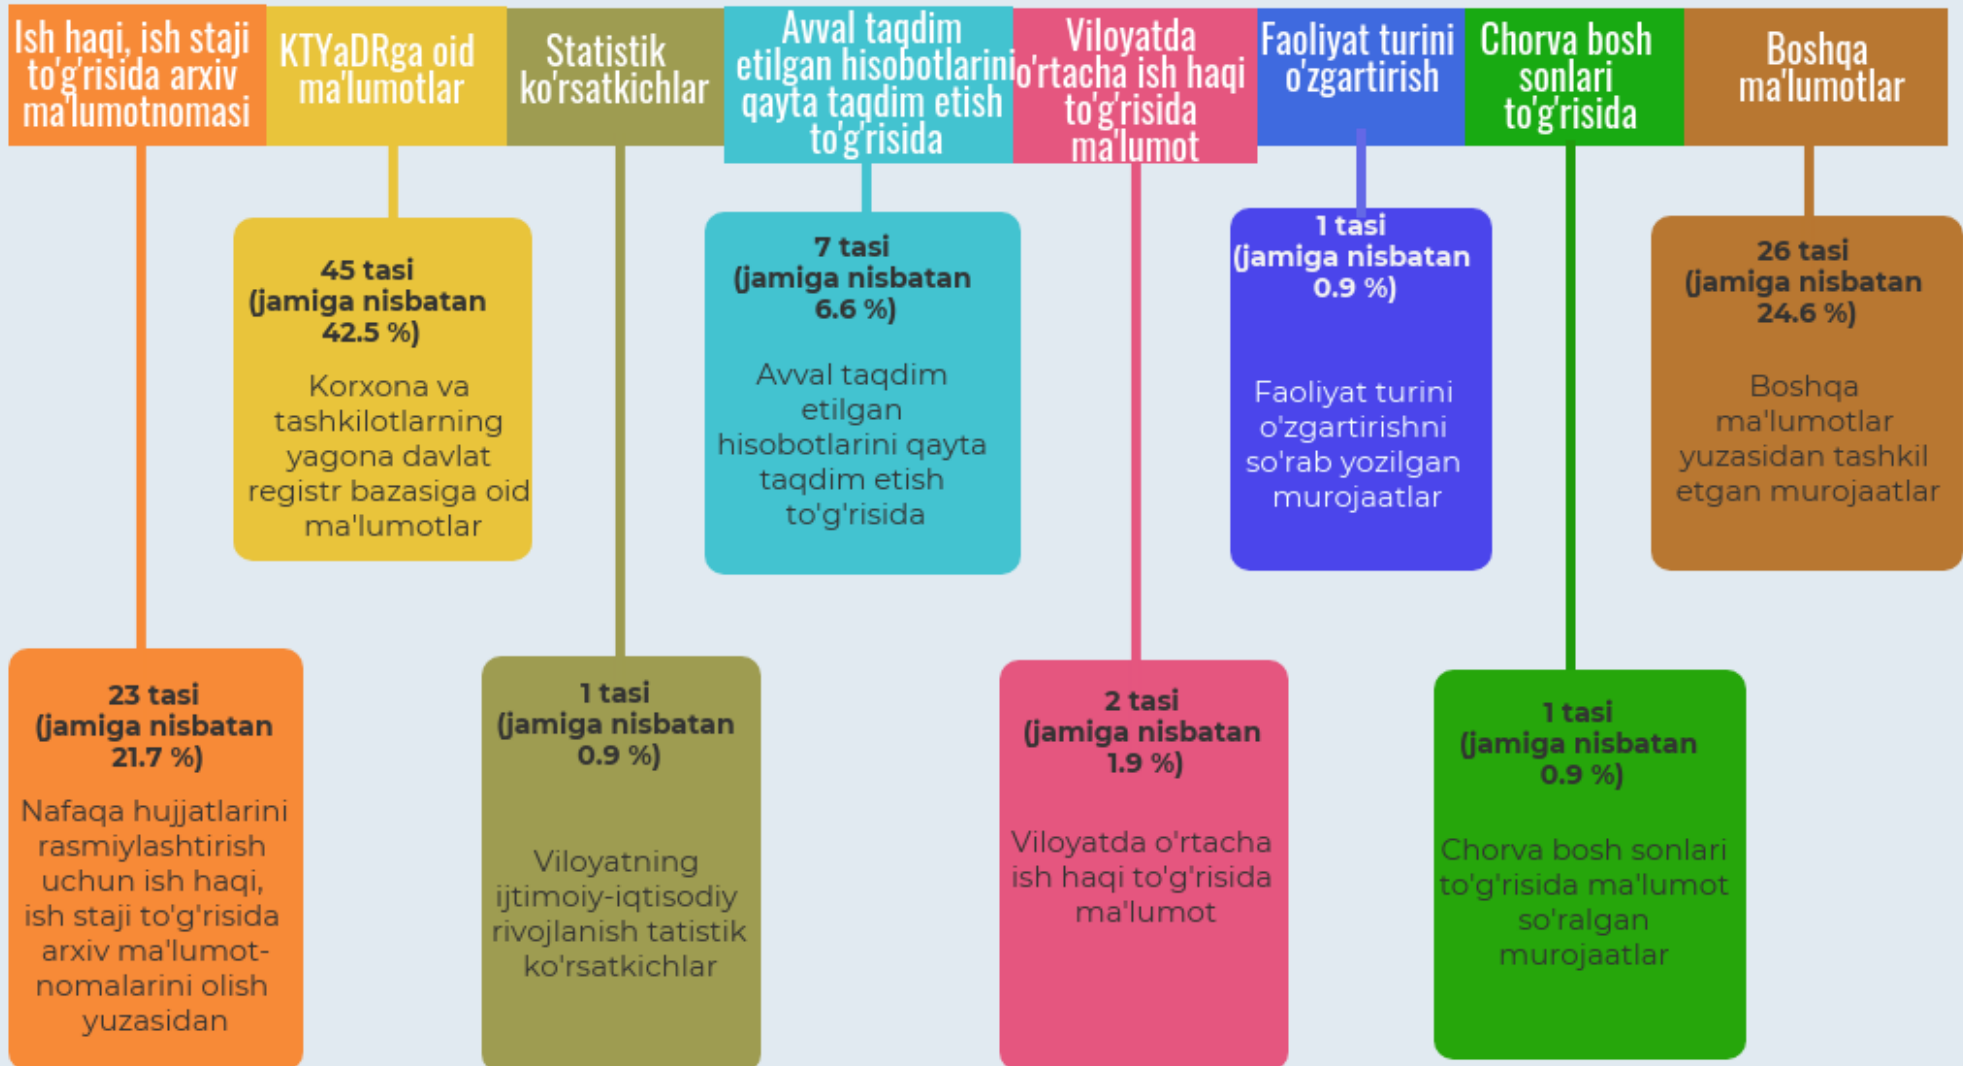 Ish haqi, ish staji
to'g'risida arxiv
ma'lumotnomasi
KTYaDRga oid
ma'lumotlar
Statistik
ko'rsatkichlar
Avval taqdim
etilgan hisobotlarini
qayta taqdim etish
to'g'risida
Viloyatda
o'rtacha ish haqi
to'g'risida
ma'lumot
Faoliyat turini
o'zgartirish
Chorva bosh
sonlari
to'g'risida
Boshqa
ma'lumotlar
45 tasi
(jamiga nisbatan
42.5 %)
Korxona va
tashkilotlarning
yagona davlat
registr bazasiga oid
ma'lumotlar
7 tasi
(jamiga nisbatan
6.6 %)
Avval taqdim
etilgan
hisobotlarini qayta
taqdim etish
to'g'risida
1 tasi
(jamiga nisbatan
0.9 %)
Faoliyat turini
o'zgartirishni
so'rab yozilgan
murojaatlar
26 tasi
(jamiga nisbatan
24.6 %)
Boshqa
ma'lumotlar
yuzasidan tashkil
etgan murojaatlar
23 tasi
(jamiga nisbatan
21.7 %)
Nafaqa hujjatlarini
rasmiylashtirish
uchun ish haqi,
ish staji to'g'risida
arxiv ma'lumot-
nomalarini olish
yuzasidan
1 tasi
(jamiga nisbatan
0.9 %)
Viloyatning
ijtimoiy-iqtisodiy
rivojlanish tatistik
ko'rsatkichlar
2 tasi
(jamiga nisbatan
1.9 %)
Viloyatda o'rtacha
ish haqi to'g'risida
ma'lumot
1 tasi
(jamiga nisbatan
0.9 %)
Chorva bosh sonlari
to'g'risida ma'lumot
so'ralgan
murojaatlar